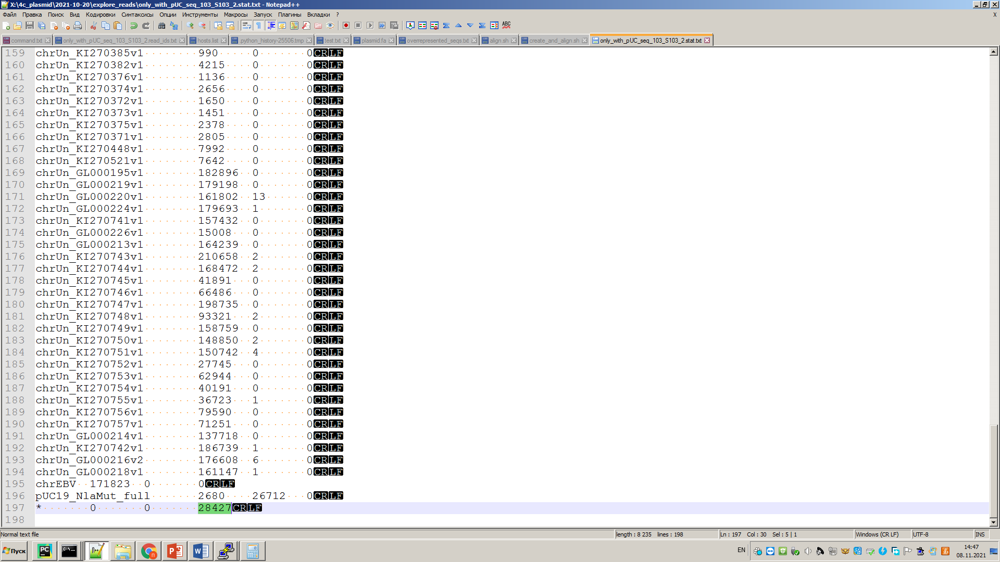 X:\4c_plasmid\2021-10-20\explore_reads\only_with_pUC_seq_103_S103_2.stat.txt - Notepad++
Файл Правка Поиск Вид Кодировки Синтаксисы Опции Инструменты Макросы Запуск Плагины Вкладки ? X
command.txt only_with_pUC_seq_103_S103_2.read_ids.txt hosts.list python_history-25506.tmp test.txt plasmid.fa overrepresented_seqs.txt align.sh create_and_align.sh only_with_pUC_seq_103_S103_2.stat.txt
159 chrUn_KI270385v1 990 0 0CRLF
160 chrUn_KI270382v1 4215 0 0CRLF
161 chrUn_KI270376v1 1136 0 0CRLF
162 chrUn_KI270374v1 2656 0 0CRLF
163 chrUn_KI270372v1 1650 0 0CRLF
164 chrUn_KI270373v1 1451 0 0CRLF
165 chrUn_KI270375v1 2378 0 0CRLF
166 chrUn_KI270371v1 2805 0 0CRLF
167 chrUn_KI270448v1 7992 0 0CRLF
168 chrUn_KI270521v1 7642 0 0CRLF
169 chrUn_GL000195v1 182896 0 0CRLF
170 chrUn_GL000219v1 179198 0 0CRLF
171 chrUn_GL000220v1 161802 13 0CRLF
172 chrUn_GL000224v1 179693 1 0CRLF
173 chrUn_KI270741v1 157432 0 0CRLF
174 chrUn_GL000226v1 15008 0 0CRLF
175 chrUn_GL000213v1 164239 0 0CRLF
176 chrUn_KI270743v1 210658 2 0CRLF
177 chrUn_KI270744v1 168472 2 0CRLF
178 chrUn_KI270745v1 41891 0 0CRLF
179 chrUn_KI270746v1 66486 0 0CRLF
180 chrUn_KI270747v1 198735 0 0CRLF
181 chrUn_KI270748v1 93321 2 0CRLF
182 chrUn_KI270749v1 158759 0 0CRLF
183 chrUn_KI270750v1 148850 2 0CRLF
184 chrUn_KI270751v1 150742 4 0CRLF
185 chrUn_KI270752v1 27745 0 0CRLF
186 chrUn_KI270753v1 62944 0 0CRLF
187 chrUn_KI270754v1 40191 0 0CRLF
188 chrUn_KI270755v1 36723 1 0CRLF
189 chrUn_KI270756v1 79590 0 0CRLF
190 chrUn_KI270757v1 71251 0 0CRLF
191 chrUn_GL000214v1 137718 0 0CRLF
192 chrUn_KI270742v1 186739 1 0CRLF
193 chrUn_GL000216v2 176608 6 0CRLF
194 chrUn_GL000218v1 161147 1 0CRLF
195 chrEBV 171823 0 0CRLF
196 pUC19_NlaMut_full 2680 26712 0CRLF
197 * 0 0 28427CRLF
198
Normal text file length : 8 235 lines : 198 Ln : 197 Col : 30 Sel : 5 | 1 Windows (CR LF) UTF-8 INS
Пуск EN 14:47
08.11.2021